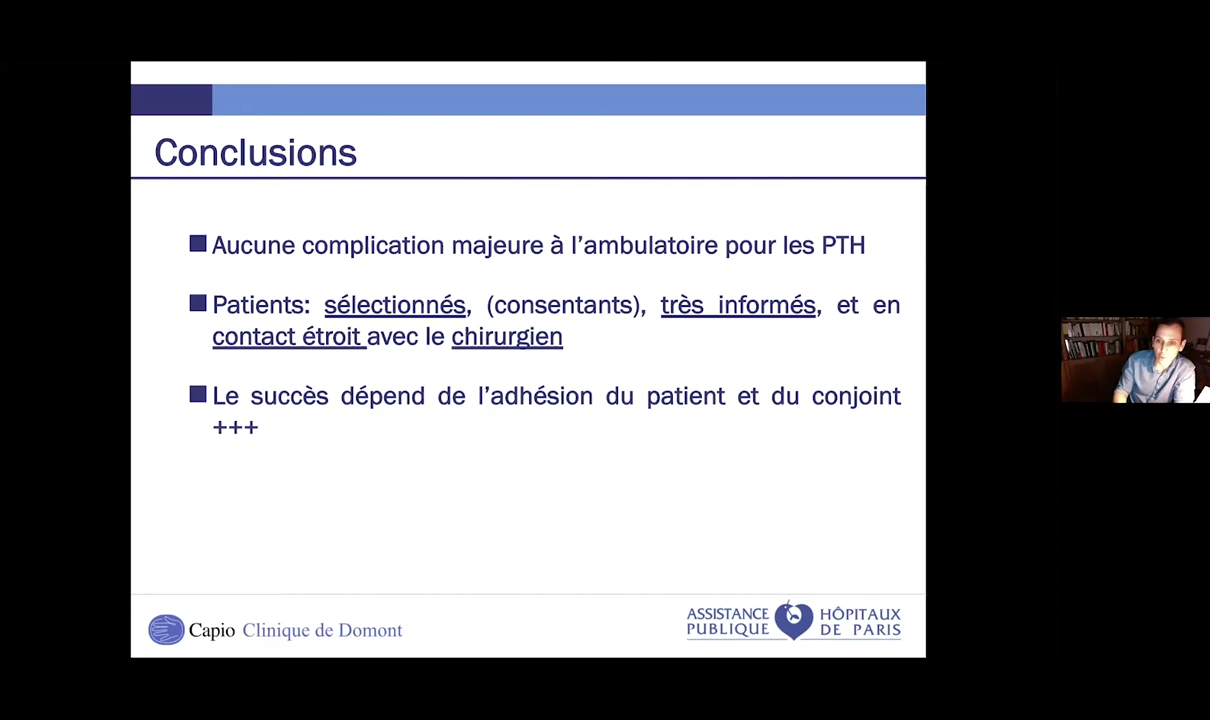 Conclusions
Aucune complication majeure à l'ambulatoire pour les PTH
Patients: sélectionnés, (consentants), très informés, et en
contact étroit avec le chirurgien
Le succès dépend de l'adhésion du patient et du conjoint
+++
Capio Clinique de Domont
ASSISTANCE HÔPITAUX
PUBLIQUE DE PARIS